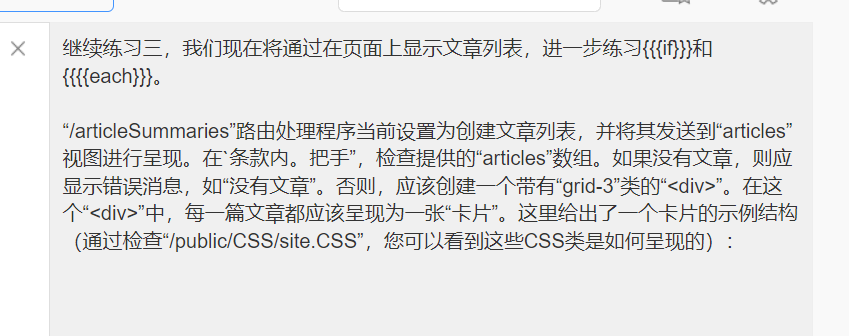 继续练习三，我们现在将通过在页面上显示文章列表，进一步练习{{{if}}}和
{{{{each}}}。
“/articleSummaries”路由处理程序当前设置为创建文章列表，并将其发送到“articles”
视图进行呈现。在`条款内。把手”，检查提供的“articles”数组。如果没有文章，则应
显示错误消息，如“没有文章”。否则，应该创建一个带有“grid-3”类的“<div>”。在这
个“<div>”中，每一篇文章都应该呈现为一张“卡片”。这里给出了一个卡片的示例结构
（通过检查“/public/CSS/site.CSS”，您可以看到这些CSS类是如何呈现的）：